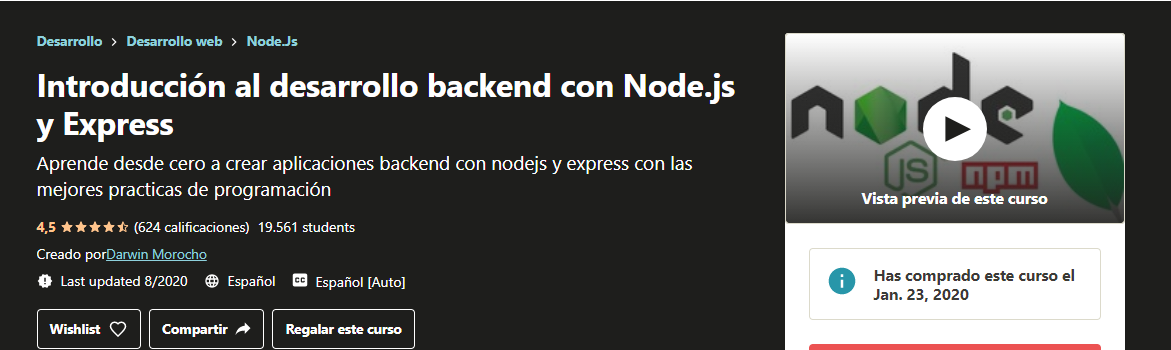 Desarrollo > Desarrollo web > Node.Js
Introducción al desarrollo backend con Node.js
y Express
Aprende desde cero a crear aplicaciones backend con nodejs y express con las
mejores practicas de programación
4,5 (624 calificaciones) 19.561 students
Creado porDarwin Morocho
Last updated 8/2020 Español CC Español [Auto]
Wishlist Compartir Regalar este curso
node
JS
npm
Vista previa de este curso
Has comprado este curso el
Jan. 23, 2020